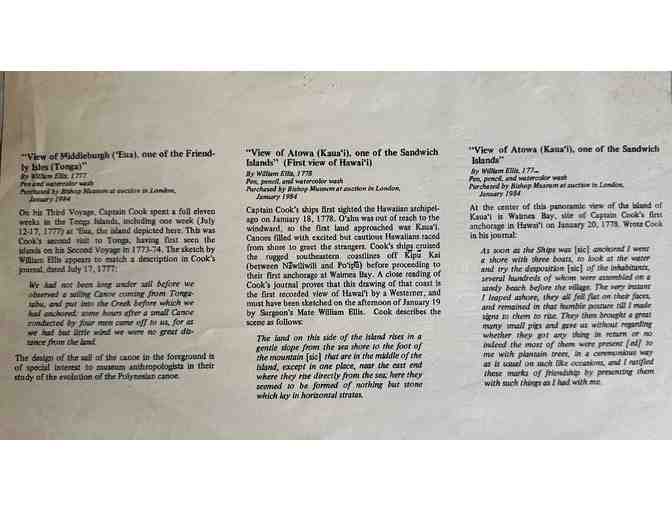 "View of Middleburgh ('Eua), one of the Friend-
ly Isles (Tonga)"
By William Ellis, 1777
Pen and watercolor wash
Purchased by Bishop Museum at auction in London,
January 1984
On his Third Voyage, Captain Cook spent a full eleven
weeks in the Tonga Islands, including one week (July
12-17, 1777) at 'Eua, the island depicted here. This was
Cook's second visit to Tonga, having first seen the
islands on his Second Voyage in 1773-74. The sketch by
William Ellis appears to match a description in Cook's
journal, dated July 17, 1777:
We had not been long under sail before we
observed a sailing Canoe coming from Tonga-
tabu, and put into the Creek before which we
had anchored; some hours after a small Canoe
conducted by four men came off to us, for as
we had but little wind we were no great dis-
tance from the land.
The design of the sail of the canoe in the foreground is
of special interest to museum anthropologists in their
study of the evolution of the Polynesian canoe.
"View of Atowa (Kaua'i), one of the Sandwich
Islands" (First view of Hawai'i)
By William Ellis, 1778
Pen, pencil, and watercolor wash
Purchased by Bishop Museum at auction in London,
January 1984
Captain Cook's ships first sighted the Hawaiian archipel-
ago on January 18, 1778. O'ahu was out of reach to the
windward, so the first land approached was Kaua'i.
Canoes filled with excited but cautious Hawaiians raced
from shore to greet the strangers. Cook's ships cruised
the rugged southeastern coastlines off Kīpū Kai
(between Nāwiliwili and Po'ipū) before proceeding to
their first anchorage at Waimea Bay. A close reading of
Cook's journal proves that this drawing of that coast is
the first recorded view of Hawai'i by a Westerner, and
must have been sketched on the afternoon of January 19
by Surgeon's Mate William Ellis. Cook describes the
scene as follows:
The land on this side of the island rises in a
gentle slope from the sea shore to the foot of
the mountain [sic] that are in the middle of the
island, except in one place, near the east end
where they rise directly from the sea; here they
seemed to be formed of nothing but stone
which lay in horizontal stratas.
"View of Atowa (Kaua'i), one of the Sandwich
Islands"
By William Ellis, 177
Pen, pencil, and watercolor wash
Purchased by Bishop Museum at auction in London,
January 1984
At the center of this panoramic view of the island of
Kaua'i is Waimea Bay, site of Captain Cook's first
anchorage in Hawai'i on January 20, 1778. Wrote Cook
in his journal:
As soon as the Ships was [sic] anchored I went
a shore with three boats, to look at the water
and try the desposition [sic] of the inhabitants,
several hundreds of whom were assembled on a
sandy beach before the village. The very instant
I leaped ashore, they all fell flat on their faces,
and remained in that humble posture till I made
signs to them to rise. They then brought a great
many small pigs and gave us without regarding
whether they got any thing in return or no
indeed the most of them were present [ed] to
me with plantain trees, in a ceremonious way
as is usual on such like occasions, and I ratified
these marks of friendship by presenting them
with such things as I had with me.